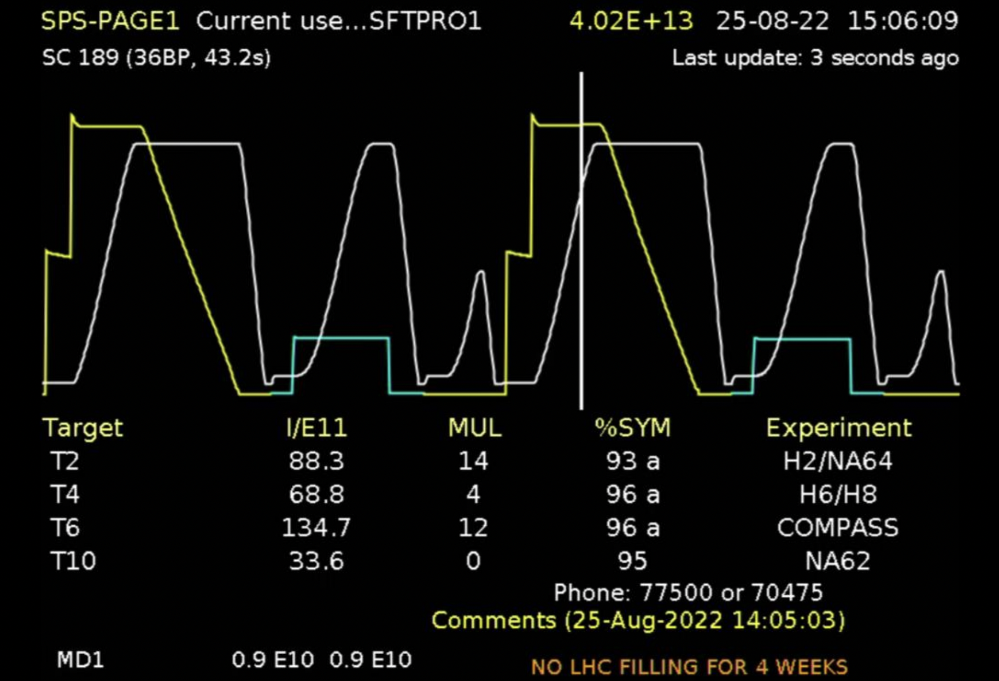 SPS-PAGE1 Current use...SFTPRO1 4.02E+13 25-08-22 15:06:09
SC 189 (36BP, 43.2s) Last update: 3 seconds ago
Target I/E11 MUL %SYM Experiment
T2 88.3 14 93 a H2/NA64
T4 68.8 4 96 a H6/H8
T6 134.7 12 96 a COMPASS
T10 33.6 0 95 NA62
Phone: 77500 or 70475
Comments (25-Aug-2022 14:05:03)
MD1 0.9 E10 0.9 E10 NO LHC FILLING FOR 4 WEEKS